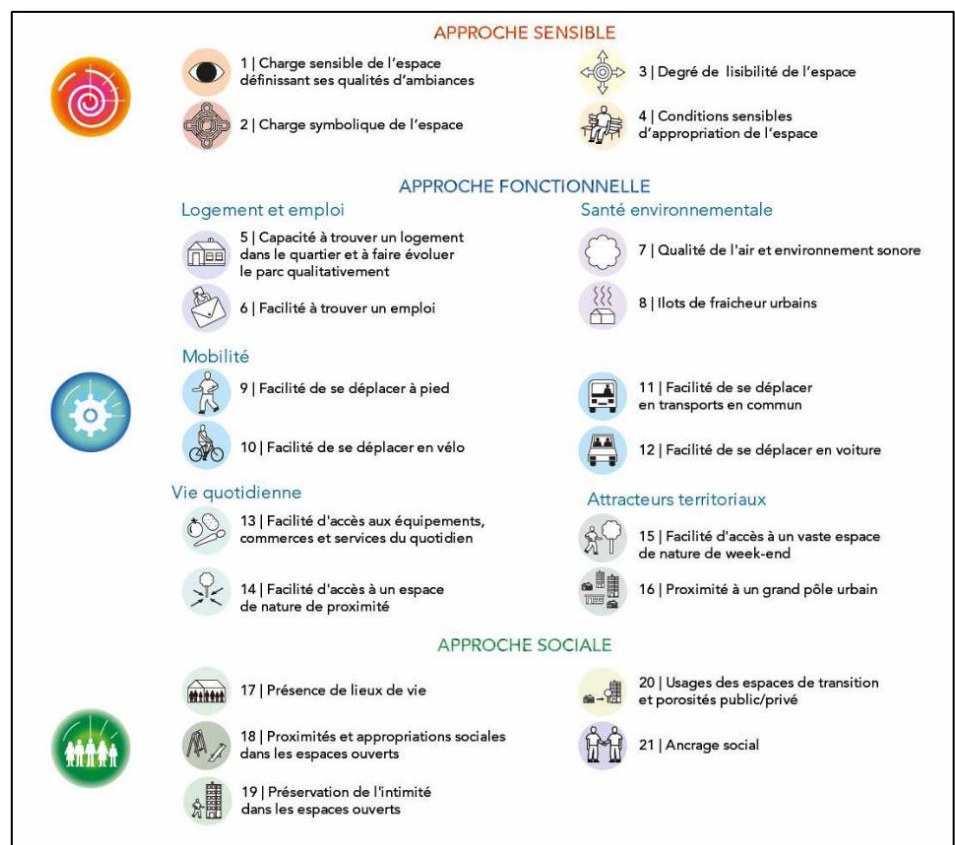 APPROCHE SENSIBLE
1 | Charge sensible de l'espace
définissant ses qualités d'ambiances
2 | Charge symbolique de l'espace
3 | Degré de lisibilité de l'espace
4 | Conditions sensibles
d'appropriation de l'espace
APPROCHE FONCTIONNELLE
Logement et emploi
5 | Capacité à trouver un logement
dans le quartier et à faire évoluer
le parc qualitativement
6 | Facilité à trouver un emploi
Santé environnementale
7 | Qualité de l'air et environnement sonore
8 | Ilots de fraicheur urbains
Mobilité
9 | Facilité de se déplacer à pied
10 | Facilité de se déplacer en vélo
11 | Facilité de se déplacer
en transports en commun
12 | Facilité de se déplacer en voiture
Vie quotidienne
13 | Facilité d'accès aux équipements,
commerces et services du quotidien
14 | Facilité d'accès à un espace
de nature de proximité
Attracteurs territoriaux
15 | Facilité d'accès à un vaste espace
de nature de week-end
16 | Proximité à un grand pôle urbain
APPROCHE SOCIALE
17 | Présence de lieux de vie
18 | Proximités et appropriations sociales
dans les espaces ouverts
19 | Préservation de l'intimité
dans les espaces ouverts
20 | Usages des espaces de transition
et porosités public/privé
21 | Ancrage social